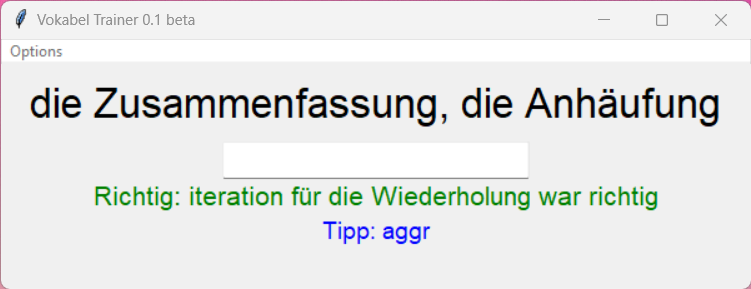 Vokabel Trainer 0.1 beta
Options
die Zusammenfassung, die Anhäufung
Richtig: iteration für die Wiederholung war richtig
Tipp: aggr